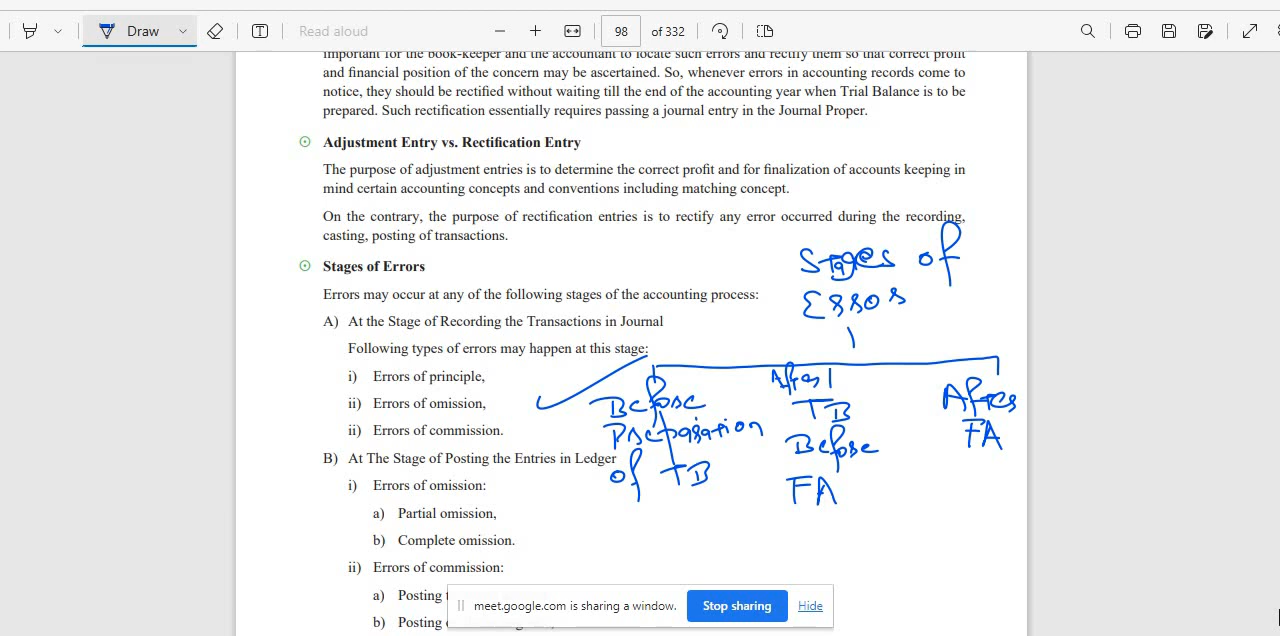 Draw
Read aloud
98
of 332
important for the book-keeper and the accountant to locate such errors and rectify them so that correct profit
and financial position of the concern may be ascertained. So, whenever errors in accounting records come to
notice, they should be rectified without waiting till the end of the accounting year when Trial Balance is to be
prepared. Such rectification essentially requires passing a journal entry in the Journal Proper.
Adjustment Entry vs. Rectification Entry
The purpose of adjustment entries is to determine the correct profit and for finalization of accounts keeping in
mind certain accounting concepts and conventions including matching concept.
On the contrary, the purpose of rectification entries is to rectify any error occurred during the recording,
casting, posting of transactions.
Stages of
Errors
Before
Preparation
of TB
After
TB
Before
FA
After
FA
Stages of Errors
Errors may occur at any of the following stages of the accounting process:
A) At the Stage of Recording the Transactions in Journal
Following types of errors may happen at this stage:
i) Errors of principle,
ii) Errors of omission,
ii) Errors of commission.
B) At The Stage of Posting the Entries in Ledger
i) Errors of omission:
a) Partial omission,
b) Complete omission.
ii) Errors of commission:
a) Posting
b) Posting
meet.google.com is sharing a window.
Stop sharing
Hide